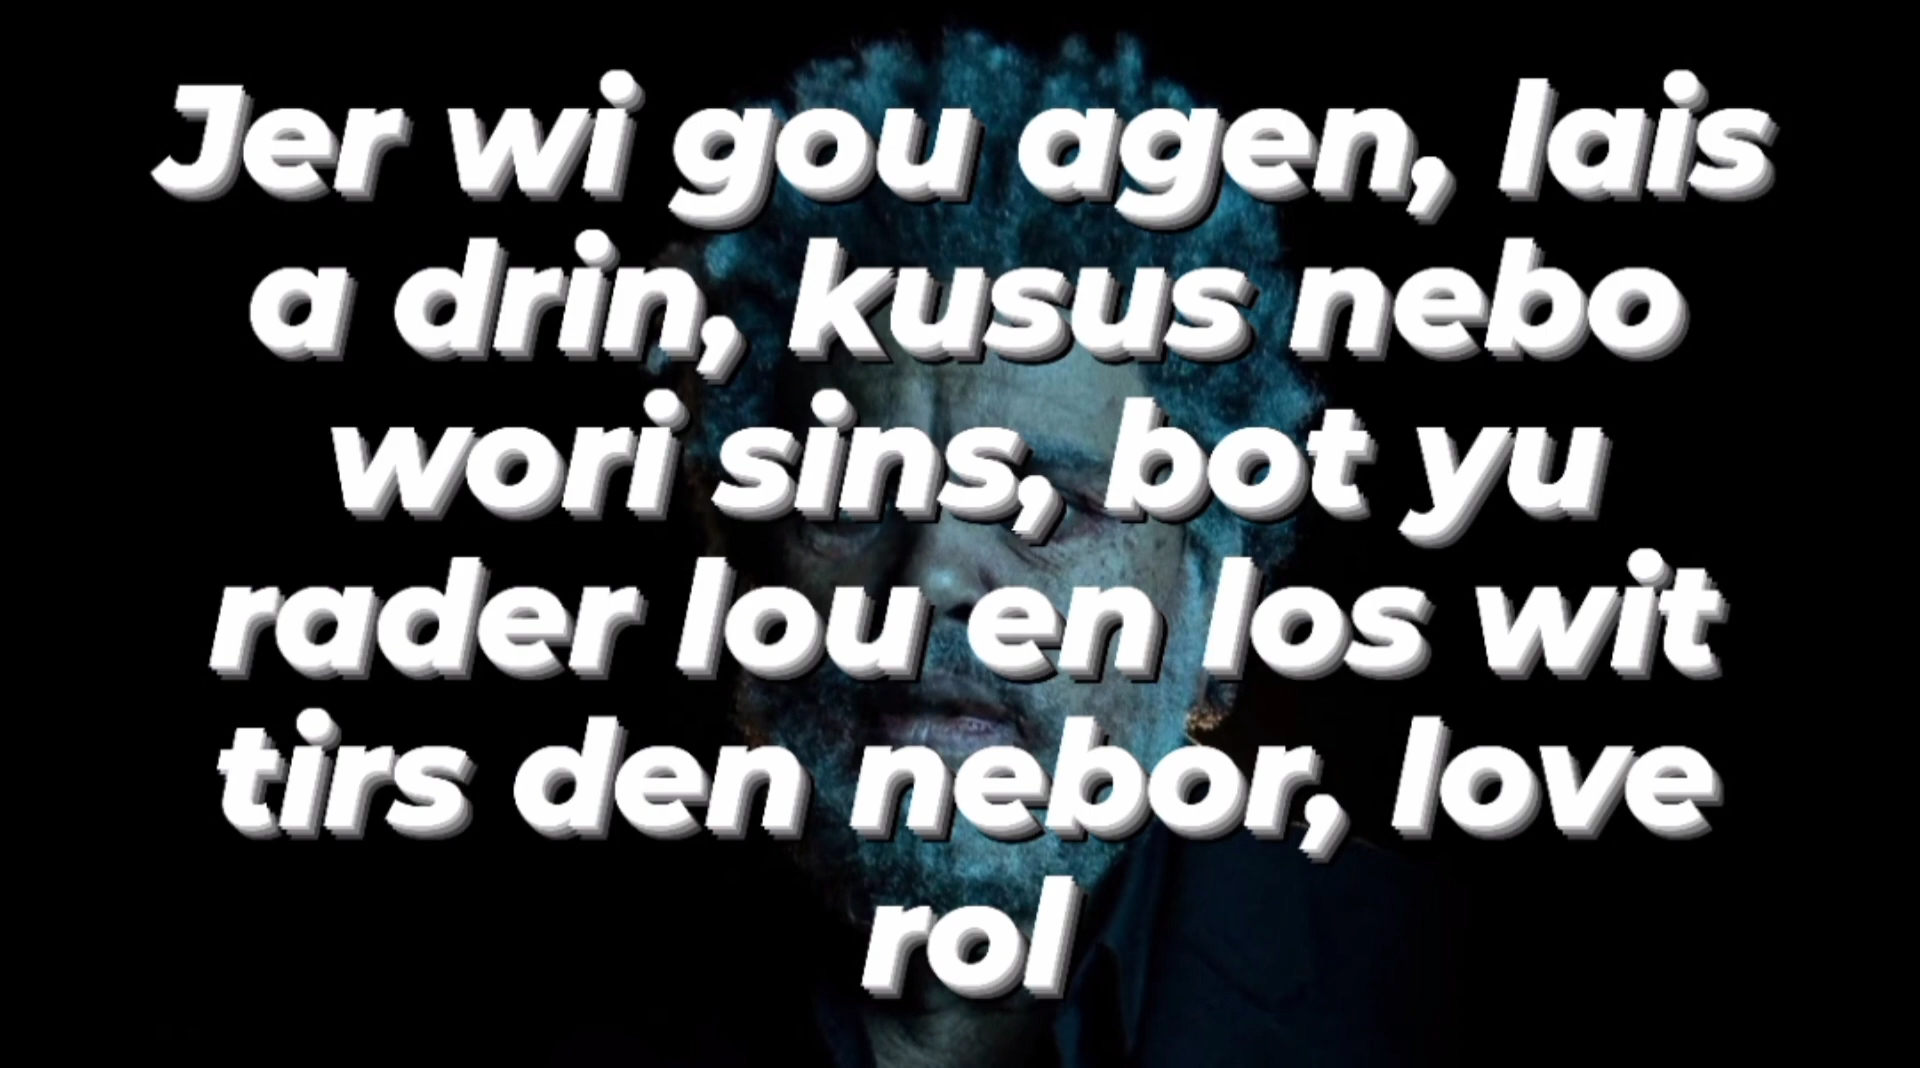 Jer wi gou agen, lais
a drin, kusus nebo
wori sins, bot yu
rader lou en los wit
tirs den nebor, love
rol